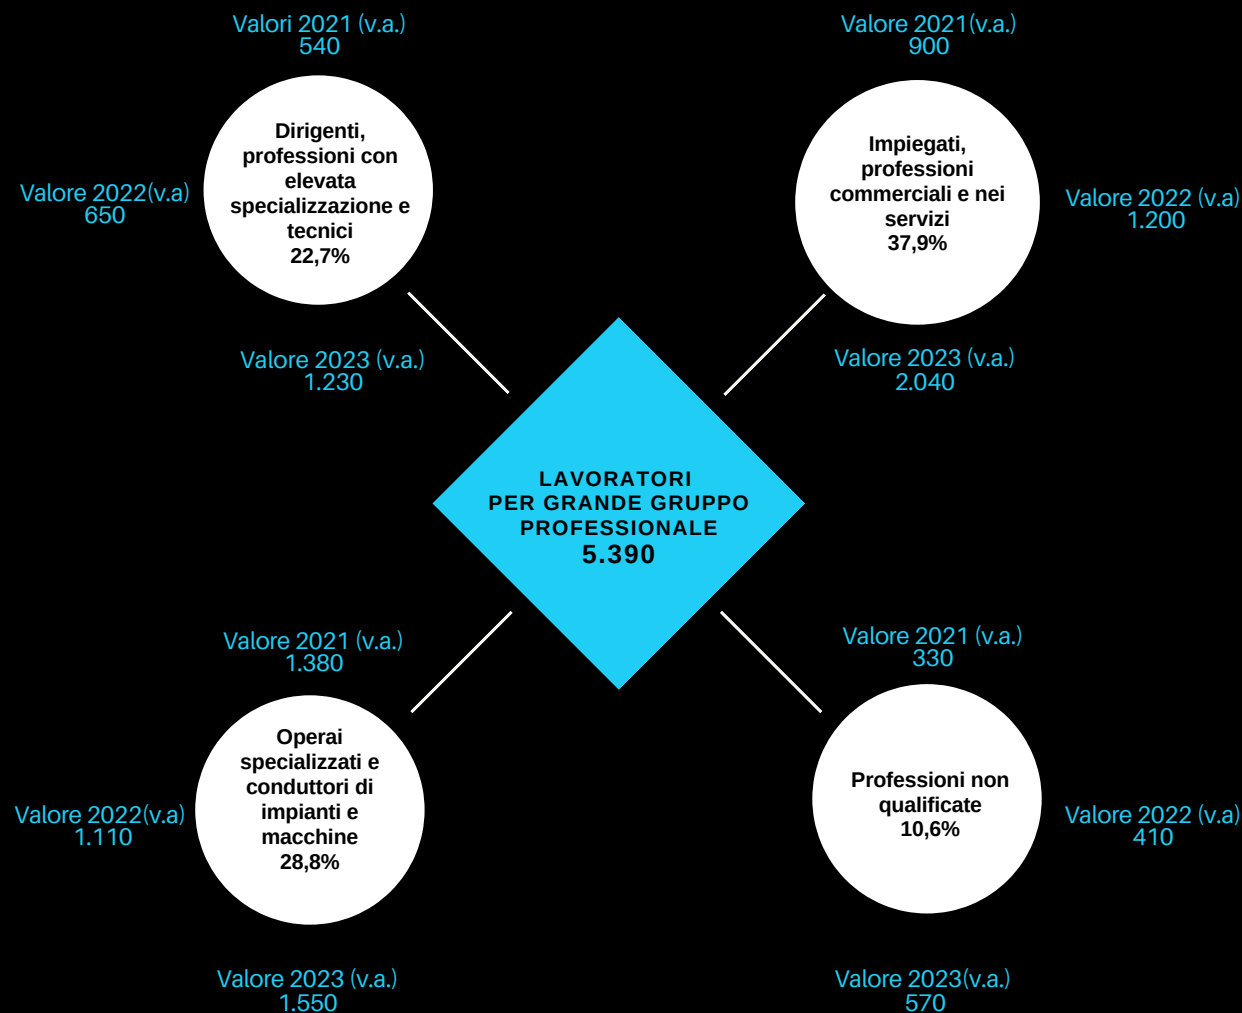 Valori 2021 (v.a.)
540
Dirigenti,
professioni con
elevata
specializzazione e
tecnici
22,7%
Valore 2022(v.a)
650
Valore 2023 (v.a.)
1.230
Valore 2021(v.a.)
900
Impiegati,
professioni
commerciali e nei
servizi
37,9%
Valore 2022 (v.a)
1.200
Valore 2023 (v.a.)
2.040
LAVORATORI
PER GRANDE GRUPPO
PROFESSIONALE
5.390
Valore 2021 (v.a.)
1.380
Operai
specializzati e
conduttori di
impianti e
macchine
28,8%
Valore 2022(v.a)
1.110
Valore 2023 (v.a.)
1.550
Valore 2021 (v.a.)
330
Professioni non
qualificate
10,6%
Valore 2022 (v.a)
410
Valore 2023(v.a.)
570